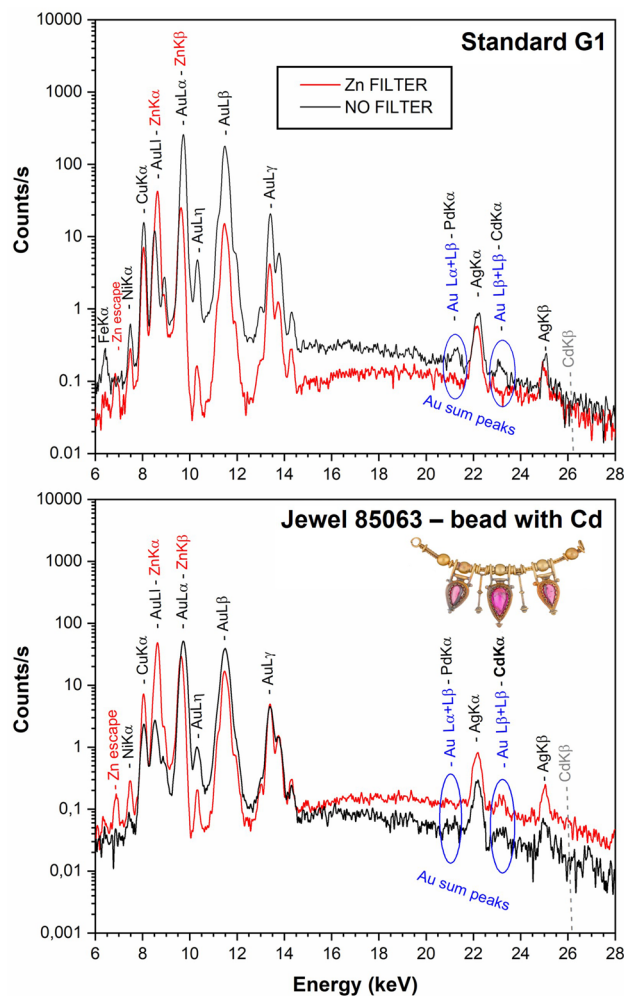 Standard G1
Zn FILTER
NO FILTER
Counts/s
10000
1000
100
10
1
0.1
0.01
FeKα
- Zn escape
- NiKα
- CuKα
- AuLl - ZnKα
- AuLα - ZnKβ
- AuLη
- AuLβ
- AuLγ
- Au Lα+Lβ - PdKα
- AgKα
- Au Lβ+Lβ - CdKα
- AgKβ
- CdKβ
Au sum peaks
6 8 10 12 14 16 18 20 22 24 26 28
Jewel 85063 – bead with Cd
Counts/s
10000
1000
100
10
1
0,1
0,01
0,001
- Zn escape
- NiKα
- CuKα
- AuLl - ZnKα
- AuLα - ZnKβ
- AuLη
- AuLβ
- AuLγ
- Au Lα+Lβ - PdKα
- AgKα
- Au Lβ+Lβ - CdKα
- AgKβ
CdKβ
Au sum peaks
6 8 10 12 14 16 18 20 22 24 26 28
Energy (keV)